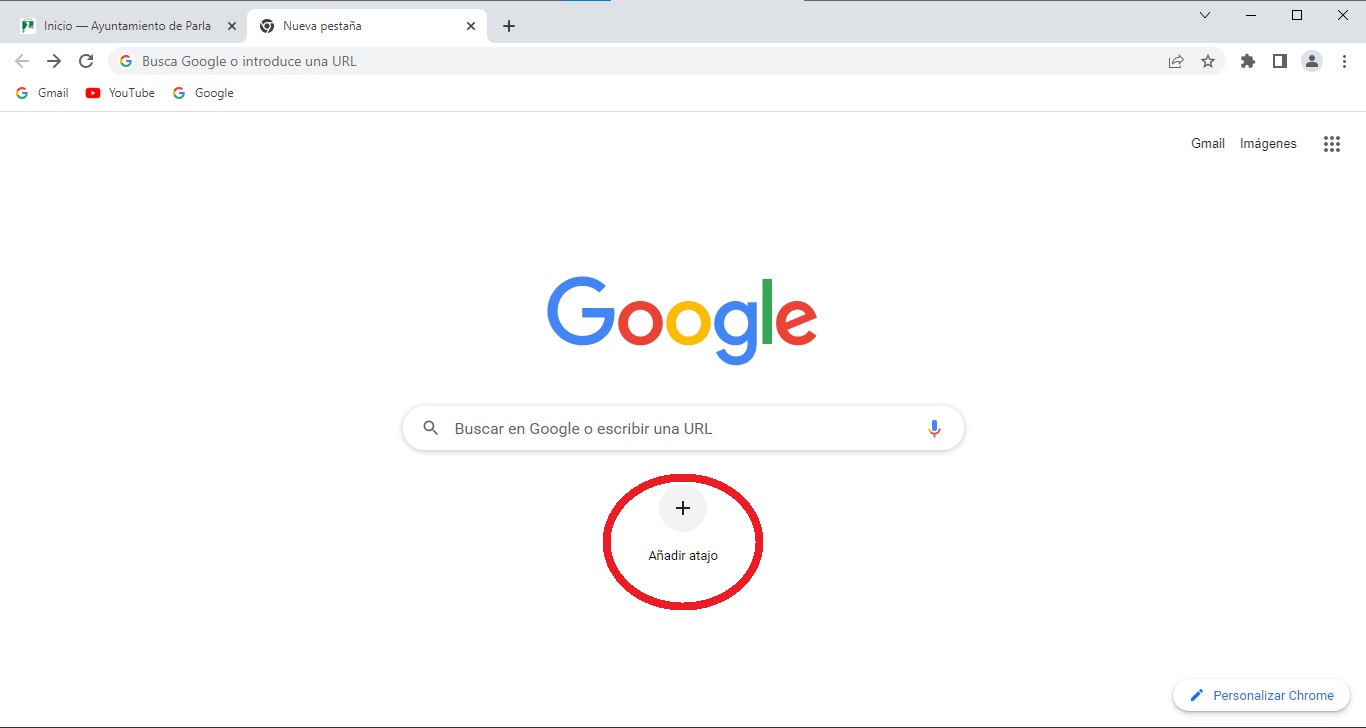 Inicio — Ayuntamiento de Parla
Nueva pestaña
Busca Google o introduce una URL
Gmail YouTube Google
Gmail Imágenes
Google
Buscar en Google o escribir una URL
Añadir atajo
Personalizar Chrome